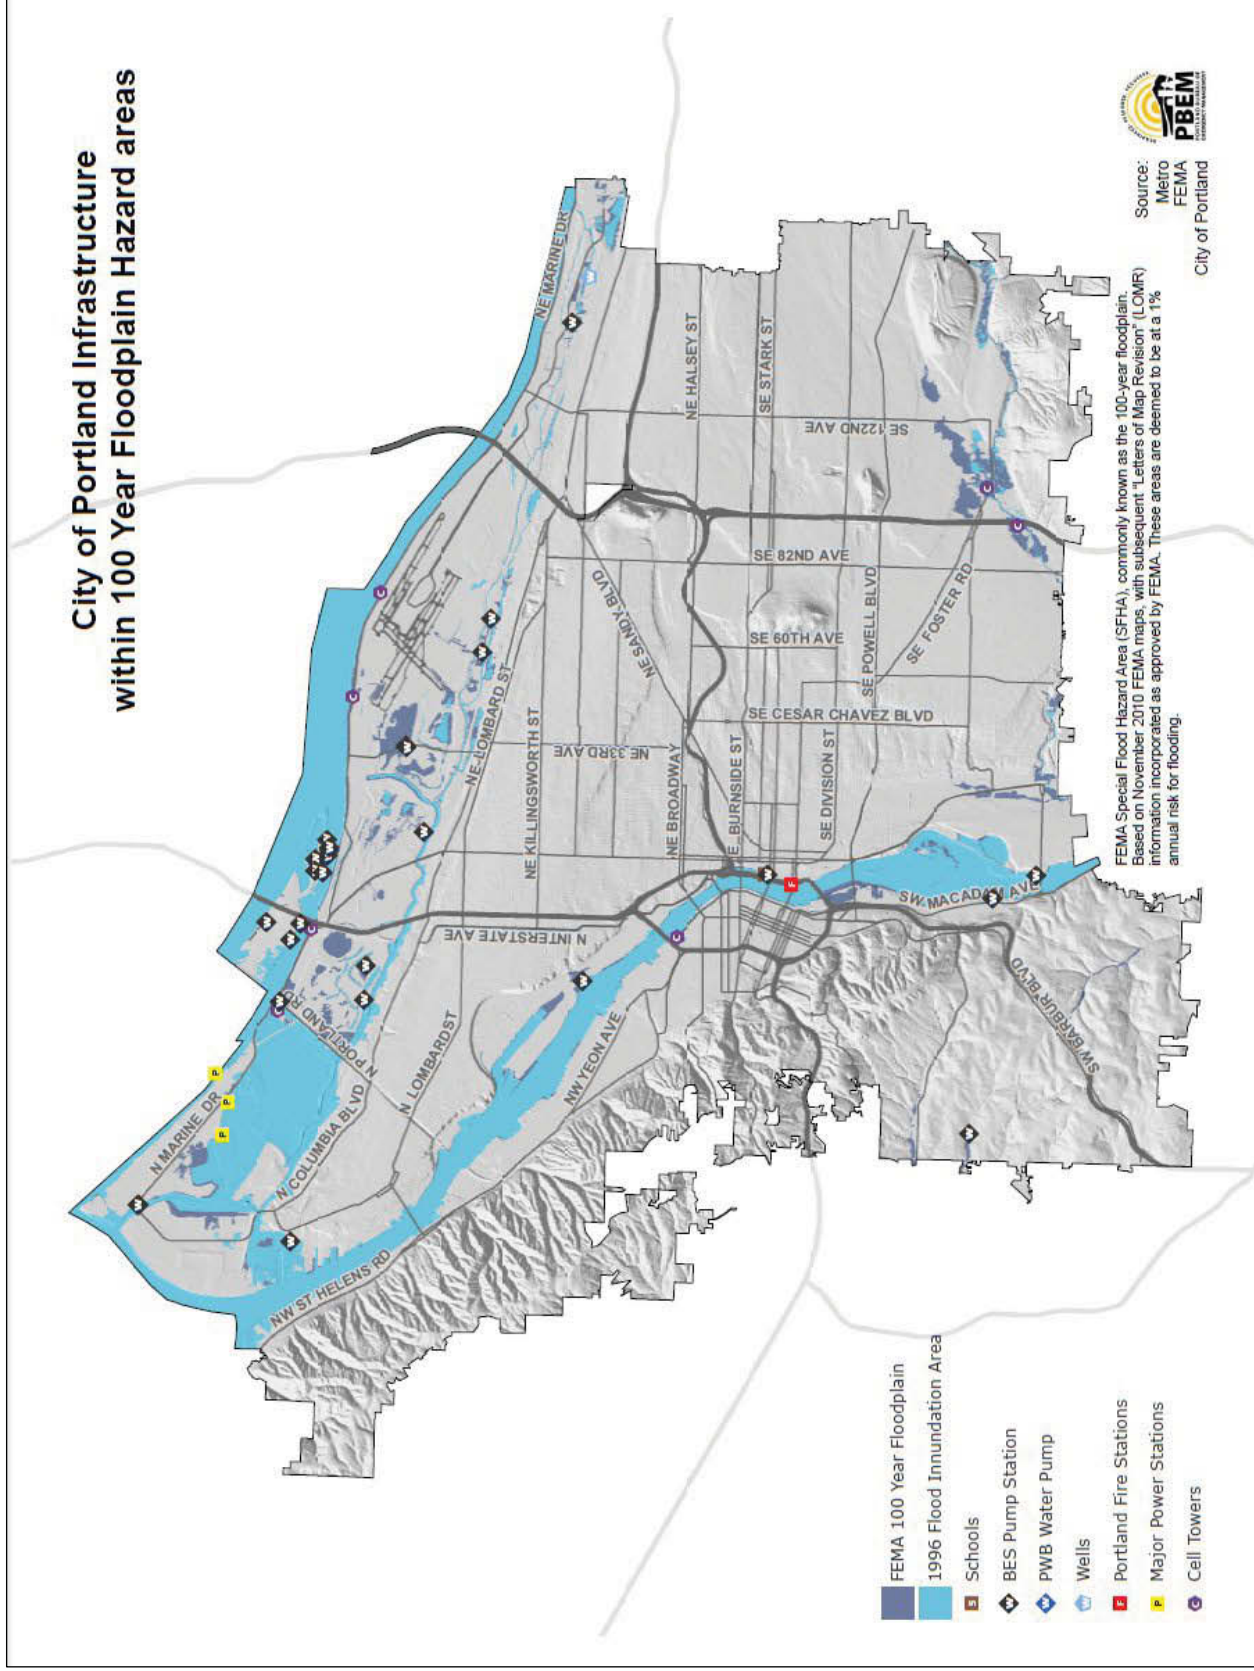 City of Portland Infrastructure
within 100 Year Floodplain Hazard areas
NE MARINE DR
NE HALSEY ST
SE STARK ST
SE 122ND AVE
SE 82ND AVE
NE SANDY BLVD
SE POWELL BLVD
SE FOSTER RD
SE 60TH AVE
SE CESAR CHAVEZ BLVD
NE LOMBARD ST
NE 33RD AVE
NE KILLINGSWORTH ST
NE BROADWAY
E BURNSIDE ST
SE DIVISION ST
SW MACADAM AVE
N INTERSTATE AVE
SW BARBUR BLVD
N PORTLAND RD
N LOMBARD ST
NW YEON AVE
N MARINE DR
N COLUMBIA BLVD
NW ST HELENS RD
FEMA 100 Year Floodplain
1996 Flood Innundation Area
S Schools
W BES Pump Station
W PWB Water Pump
W Wells
F Portland Fire Stations
P Major Power Stations
C Cell Towers
FEMA Special Flood Hazard Area (SFHA), commonly known as the 100-year floodplain.
Based on November 2010 FEMA maps, with subsequent "Letters of Map Revision" (LOMR)
information incorporated as approved by FEMA. These areas are deemed to be at a 1%
annual risk for flooding.
Source:
Metro
FEMA
City of Portland
PBEM
PORTLAND BUREAU OF
EMERGENCY MANAGEMENT